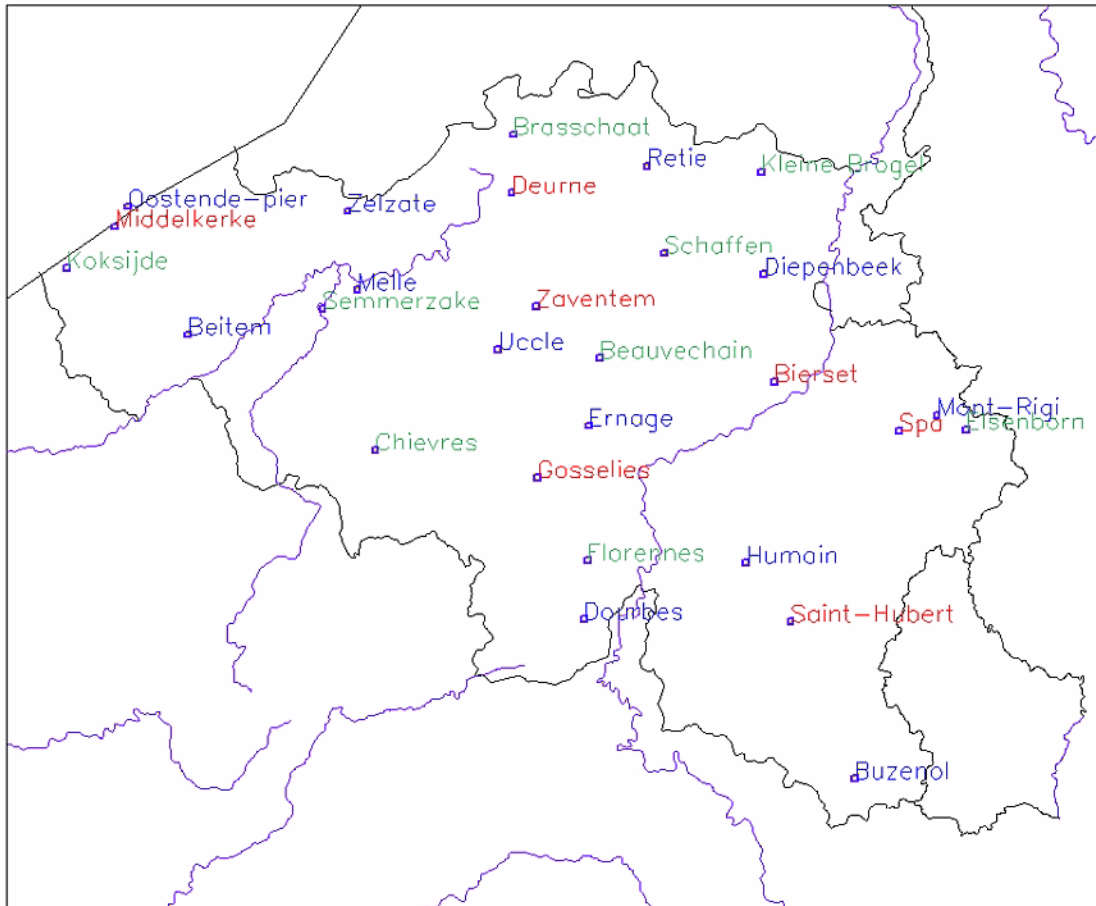 Brasschaat
Retie
Kleine Brogel
Deurne
Oostende-pier
Zelzate
Middelkerke
Schaffen
Koksijde
Diepenbeek
Melle
Semmerzake
Zaventem
Beitem
Uccle
Beauvechain
Bierset
Mont-Rigi
Ernage
Spa
Elsenborn
Chievres
Gosselies
Florennes
Humain
Dourbes
Saint-Hubert
Buzenol